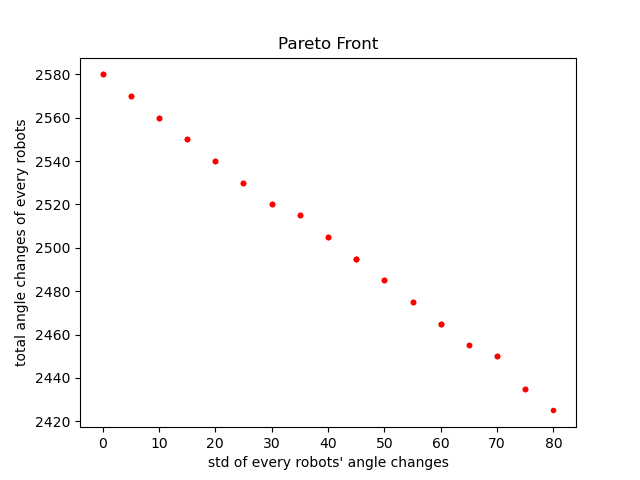 Pareto Front
total angle changes of every robots
2580
2560
2540
2520
2500
2480
2460
2440
2420
0 10 20 30 40 50 60 70 80
std of every robots' angle changes